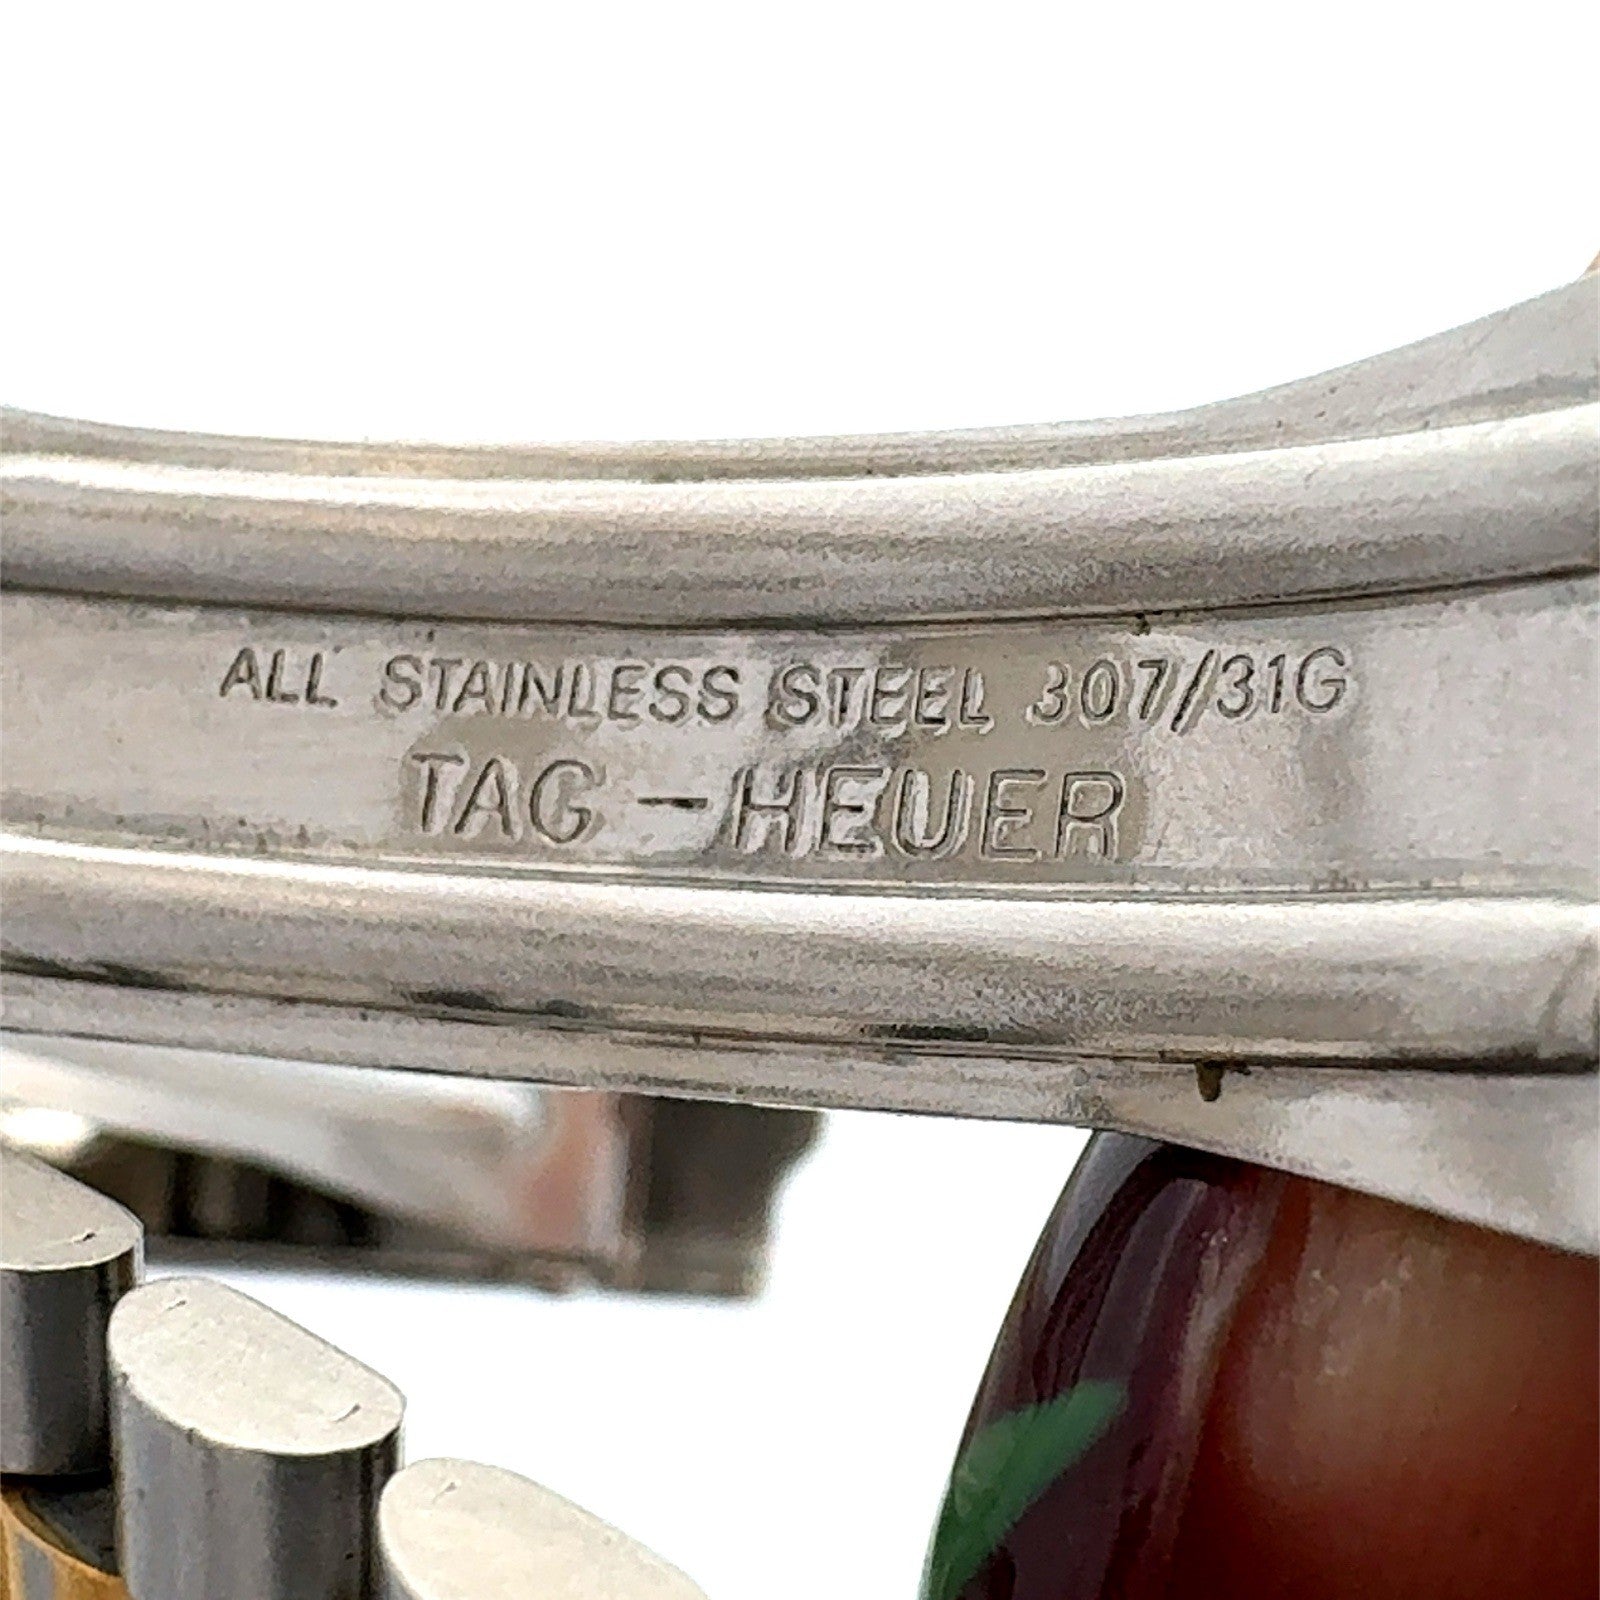 ALL STAINLESS STEEL 307/31G
TAG-HEUER